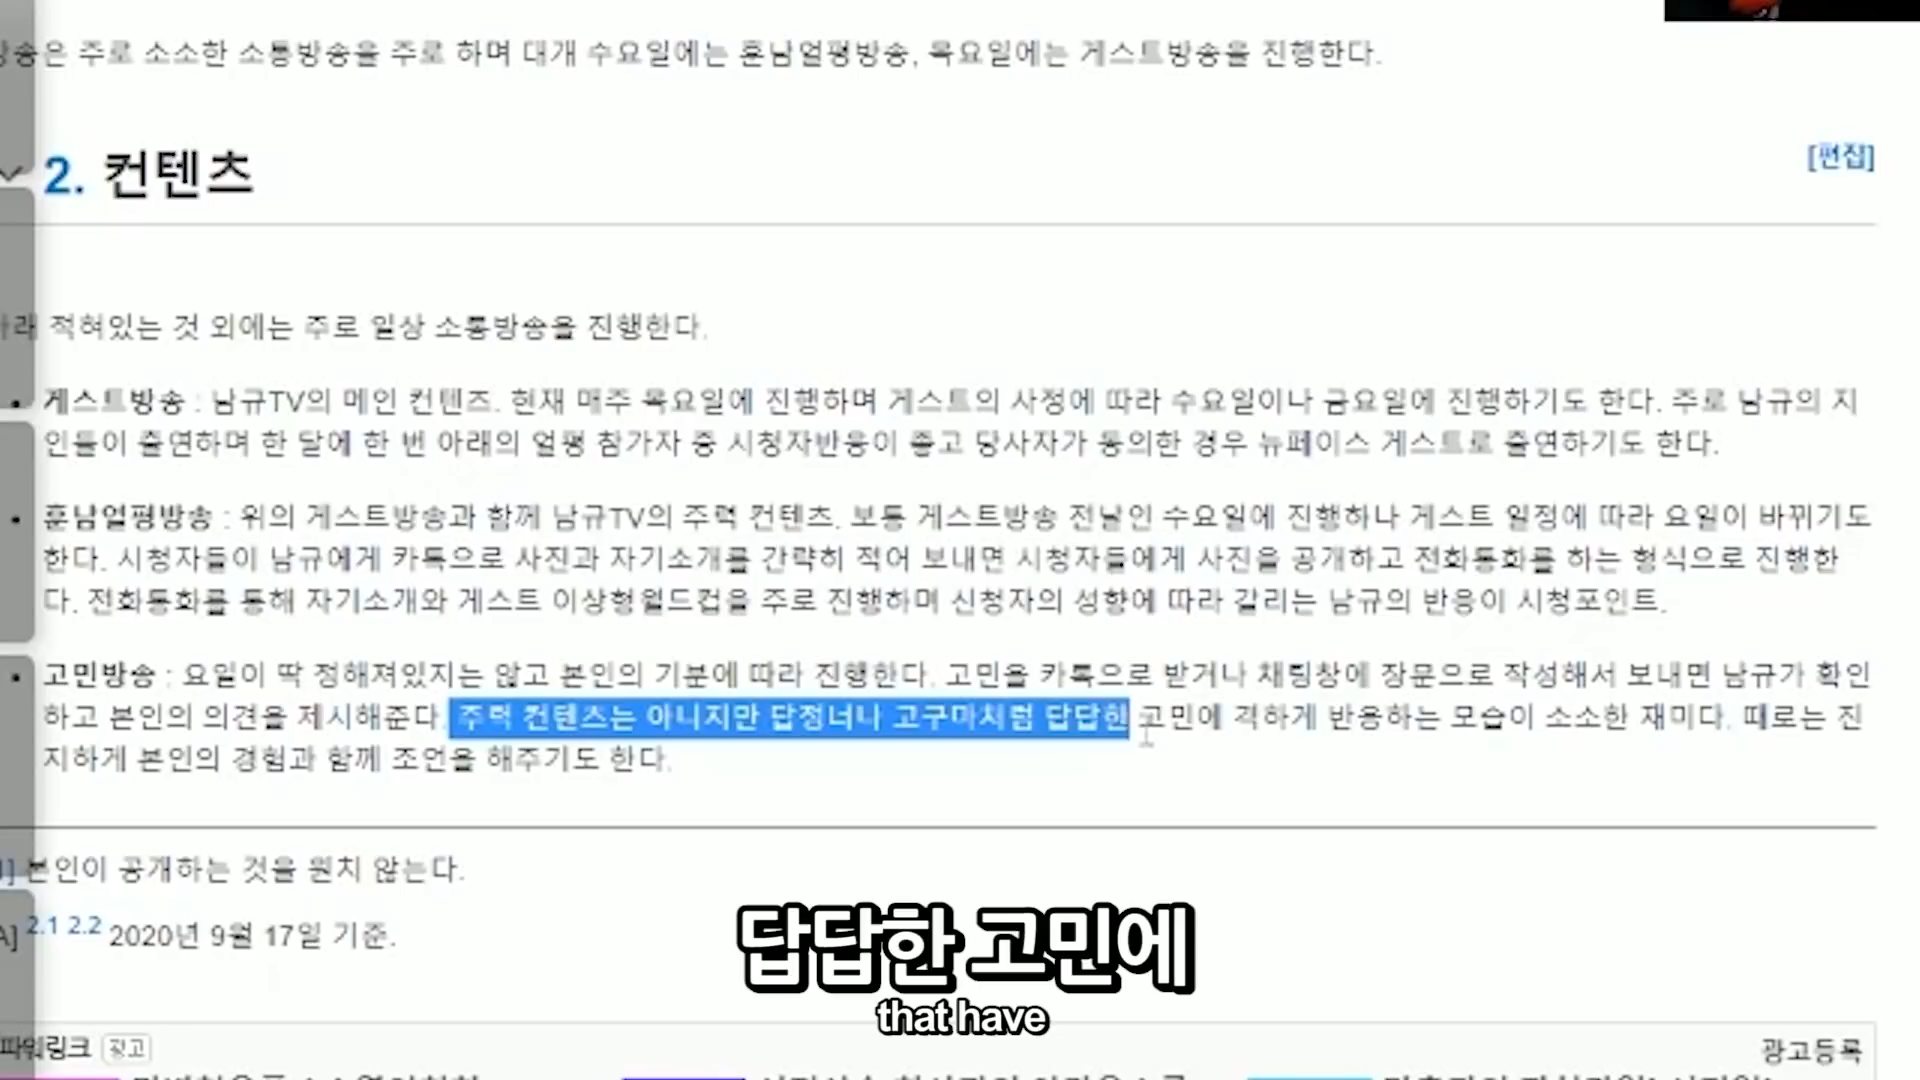 방송은 주로 소소한 소통방송을 주로 하며 대개 수요일에는 훈남얼평방송, 목요일에는 게스트방송을 진행한다.
2. 컨텐츠
[편집]
아래 적혀있는 것 외에는 주로 일상 소통방송을 진행한다.
• 게스트방송 : 남규TV의 메인 컨텐츠. 현재 매주 목요일에 진행하며 게스트의 사정에 따라 수요일이나 금요일에 진행하기도 한다. 주로 남규의 지
인들이 출연하며 한 달에 한 번 아래의 얼평 참가자 중 시청자반응이 좋고 당사자가 동의한 경우 뉴페이스 게스트로 출연하기도 한다.
• 훈남얼평방송 : 위의 게스트방송과 함께 남규TV의 주력 컨텐츠. 보통 게스트방송 전날인 수요일에 진행하나 게스트 일정에 따라 요일이 바뀌기도
한다. 시청자들이 남규에게 카톡으로 사진과 자기소개를 간략히 적어 보내면 시청자들에게 사진을 공개하고 전화통화를 하는 형식으로 진행한
다. 전화통화를 통해 자기소개와 게스트 이상형월드컵을 주로 진행하며 신청자의 성향에 따라 갈리는 남규의 반응이 시청포인트.
• 고민방송 : 요일이 딱 정해져있지는 않고 본인의 기분에 따라 진행한다. 고민을 카톡으로 받거나 채팅창에 장문으로 작성해서 보내면 남규가 확인
하고 본인의 의견을 제시해준다. 주력 컨텐츠는 아니지만 답정너나 고구마처럼 답답한 고민에 격하게 반응하는 모습이 소소한 재미다. 때로는 진
지하게 본인의 경험과 함께 조언을 해주기도 한다.
본인이 공개하는 것을 원치 않는다.
A] 2.1 2.2 2020년 9월 17일 기준.
답답한 고민에
that have
파워링크 광고
광고등록